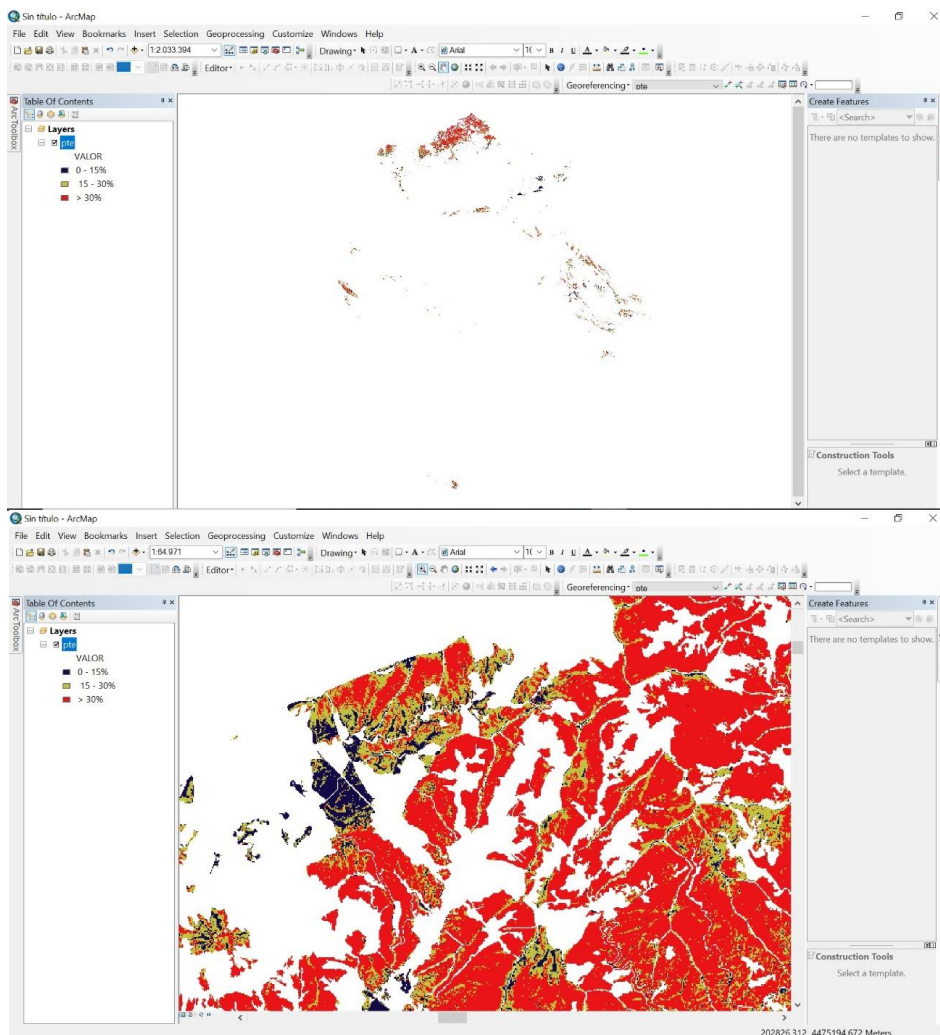 Sin título - ArcMap
File Edit View Bookmarks Insert Selection Geoprocessing Customize Windows Help
1:2.033.394 Drawing Arial B I U A
Editor
Georeferencing pte
Table Of Contents
ArcToolbox
Layers
pte
VALOR
0 - 15%
15 - 30%
> 30%
Create Features
<Search>
There are no templates to show.
Construction Tools
Select a template.
Sin título - ArcMap
File Edit View Bookmarks Insert Selection Geoprocessing Customize Windows Help
1:64.971 Drawing Arial B I U A
Editor
Georeferencing pte
Table Of Contents
ArcToolbox
Layers
pte
VALOR
0 - 15%
15 - 30%
> 30%
Create Features
<Search>
There are no templates to show.
Construction Tools
Select a template.
202826,312 4475194,672 Meters